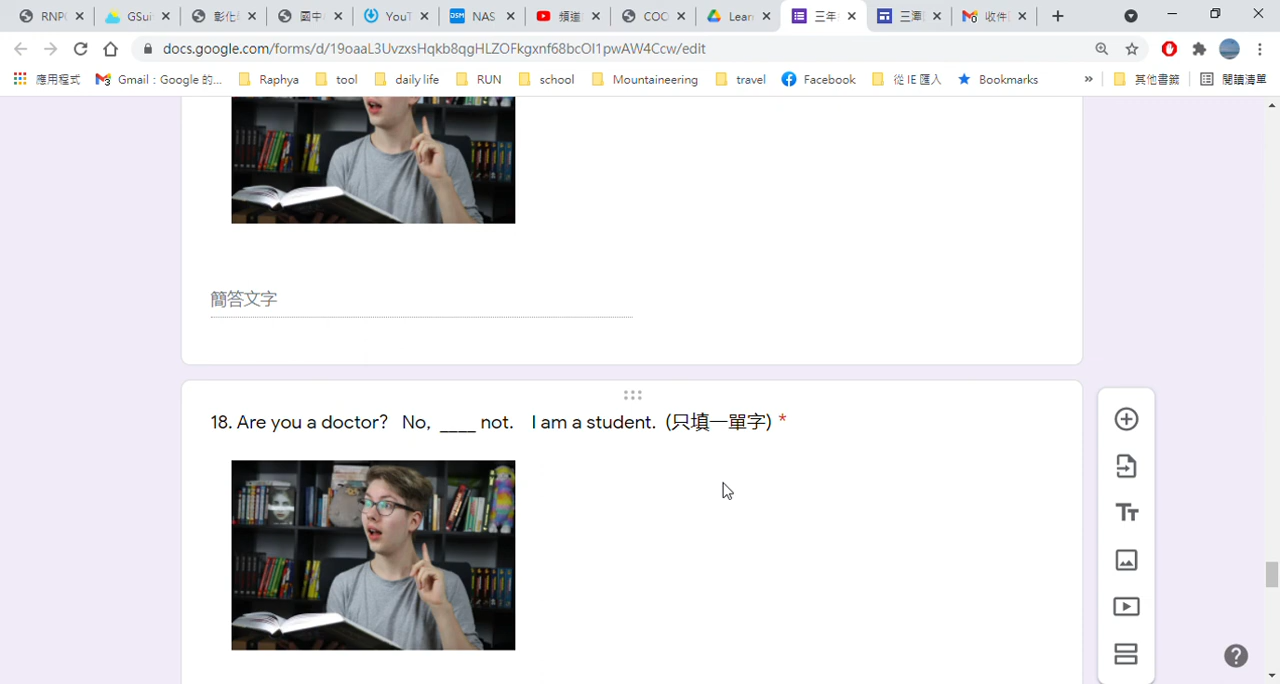 RNP
GSui
彰化
國中
YouT
NAS
頻道
COC
Lear
三年
三潭
收件
docs.google.com/forms/d/19oaaL3UvzxsHqkb8qgHLZOFkgxnf68bcOI1pwAW4Ccw/edit
應用程式 Gmail：Google 的... Raphya tool daily life RUN school Mountaineering travel Facebook 從 IE 匯入 Bookmarks » 其他書籤 閱讀清單
簡答文字
18. Are you a doctor? No, ____ not. I am a student. (只填一單字) *